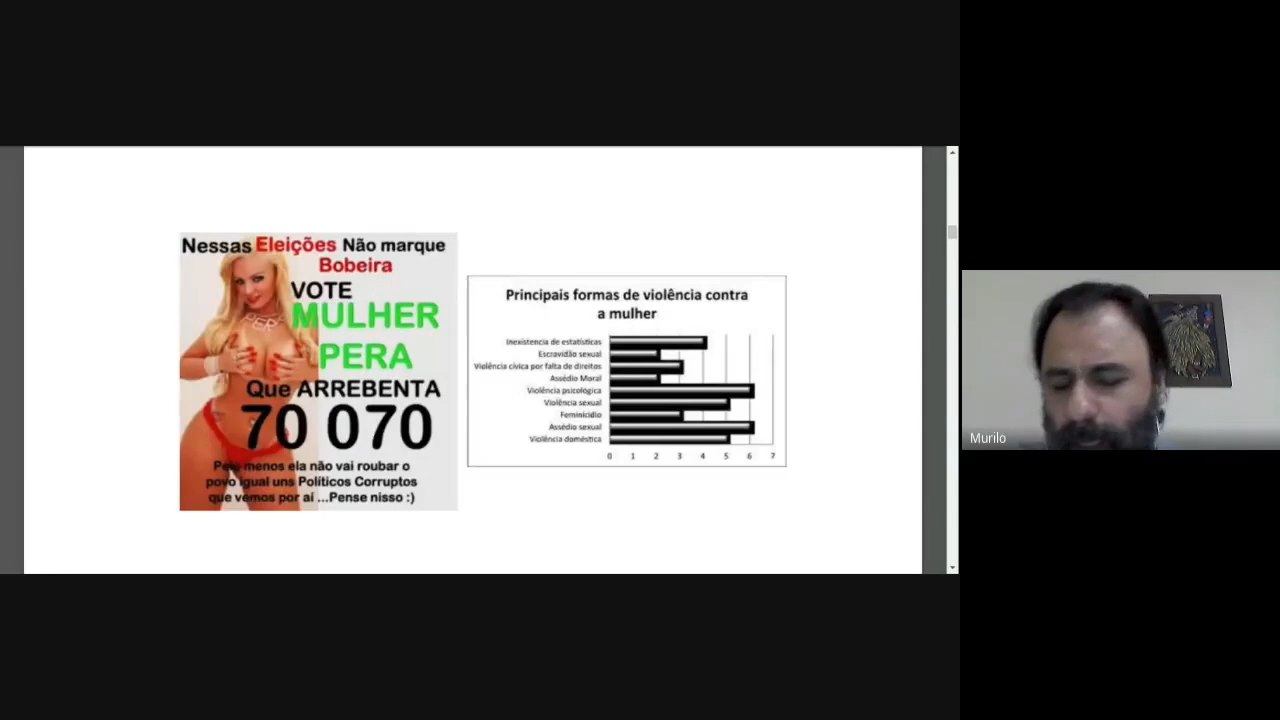 Nessas Eleições Não marque
Bobeira
VOTE
MULHER
PERA
Que ARREBENTA
70 070
Pelo menos ela não vai roubar o
povo igual uns Políticos Corruptos
que vemos por aí ...Pense nisso :)
Principais formas de violência contra
a mulher
Inexistencia de estatísticas
Escravidão sexual
Violência cívica por falta de direitos
Assédio Moral
Violência psicológica
Violência sexual
Feminicídio
Assédio sexual
Violência doméstica
0 1 2 3 4 5 6 7
Murilo